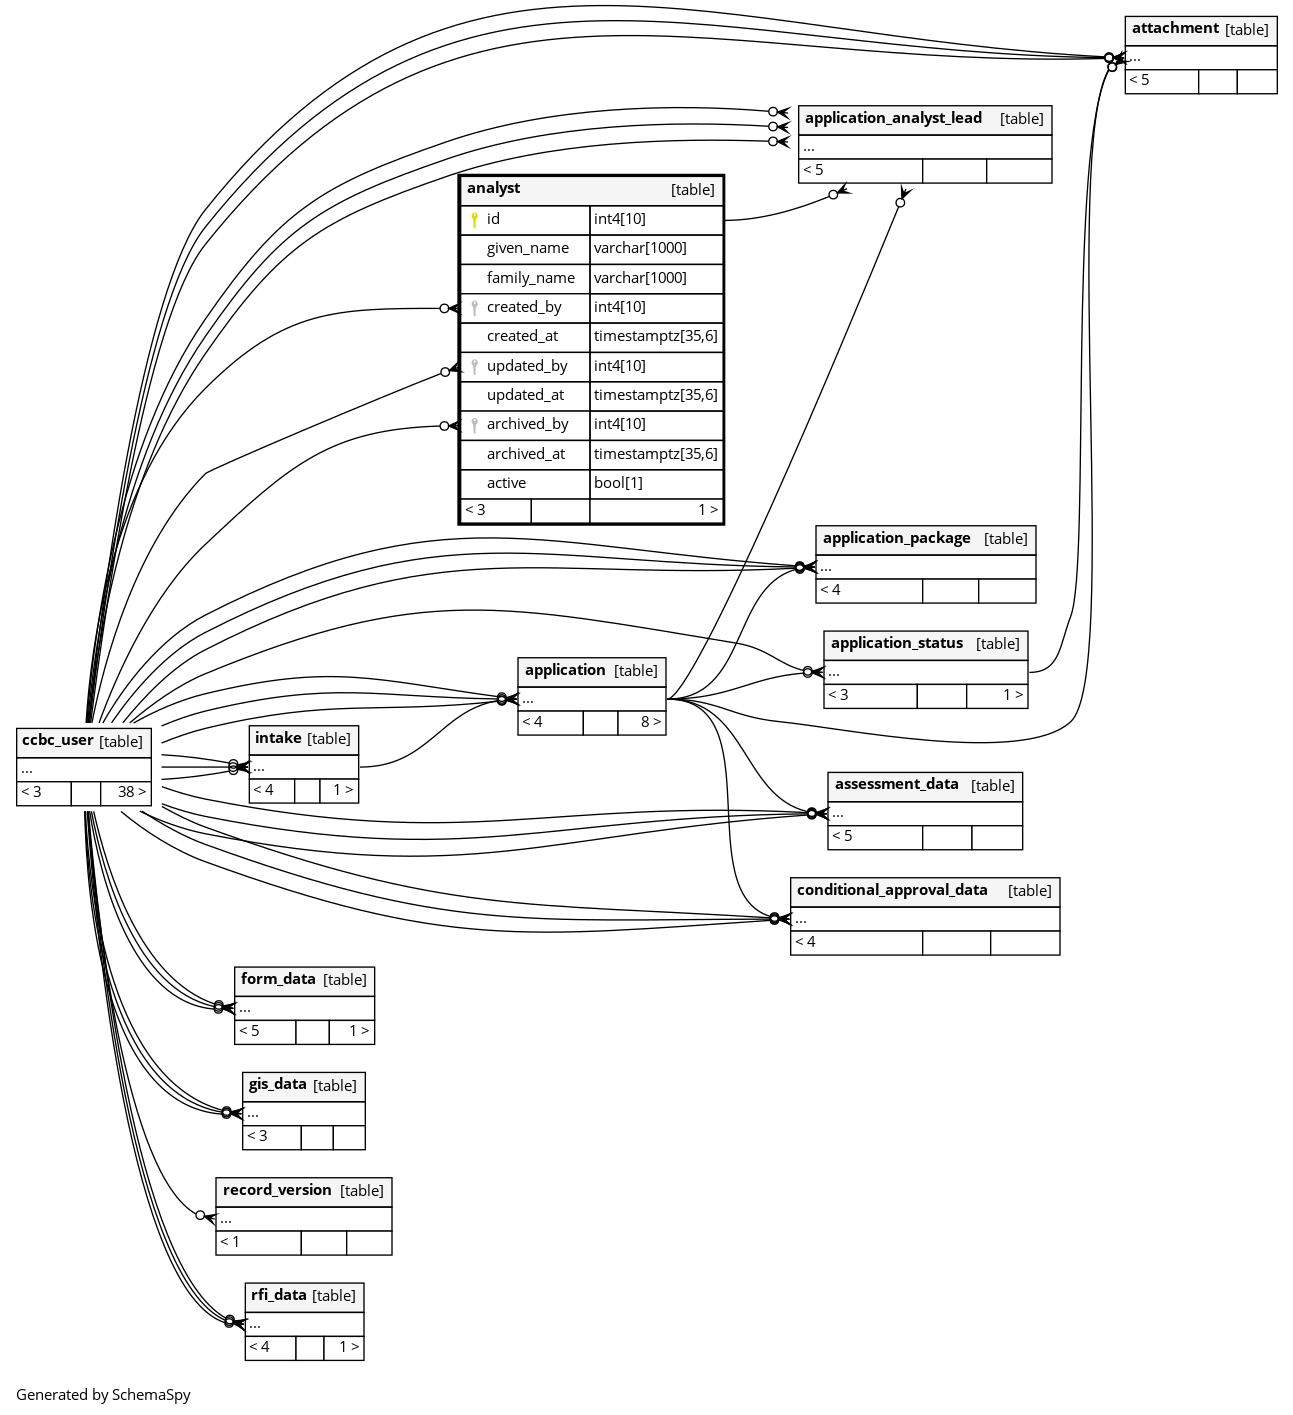 attachment [table]
...
< 5
application_analyst_lead [table]
...
< 5
analyst [table]
id int4[10]
given_name varchar[1000]
family_name varchar[1000]
created_by int4[10]
created_at timestamptz[35,6]
updated_by int4[10]
updated_at timestamptz[35,6]
archived_by int4[10]
archived_at timestamptz[35,6]
active bool[1]
< 3 1 >
application_package [table]
...
< 4
application_status [table]
...
< 3 1 >
application [table]
...
< 4 8 >
ccbc_user [table]
...
< 3 38 >
intake [table]
...
< 4 1 >
assessment_data [table]
...
< 5
conditional_approval_data [table]
...
< 4
form_data [table]
...
< 5 1 >
gis_data [table]
...
< 3
record_version [table]
...
< 1
rfi_data [table]
...
< 4 1 >
Generated by SchemaSpy